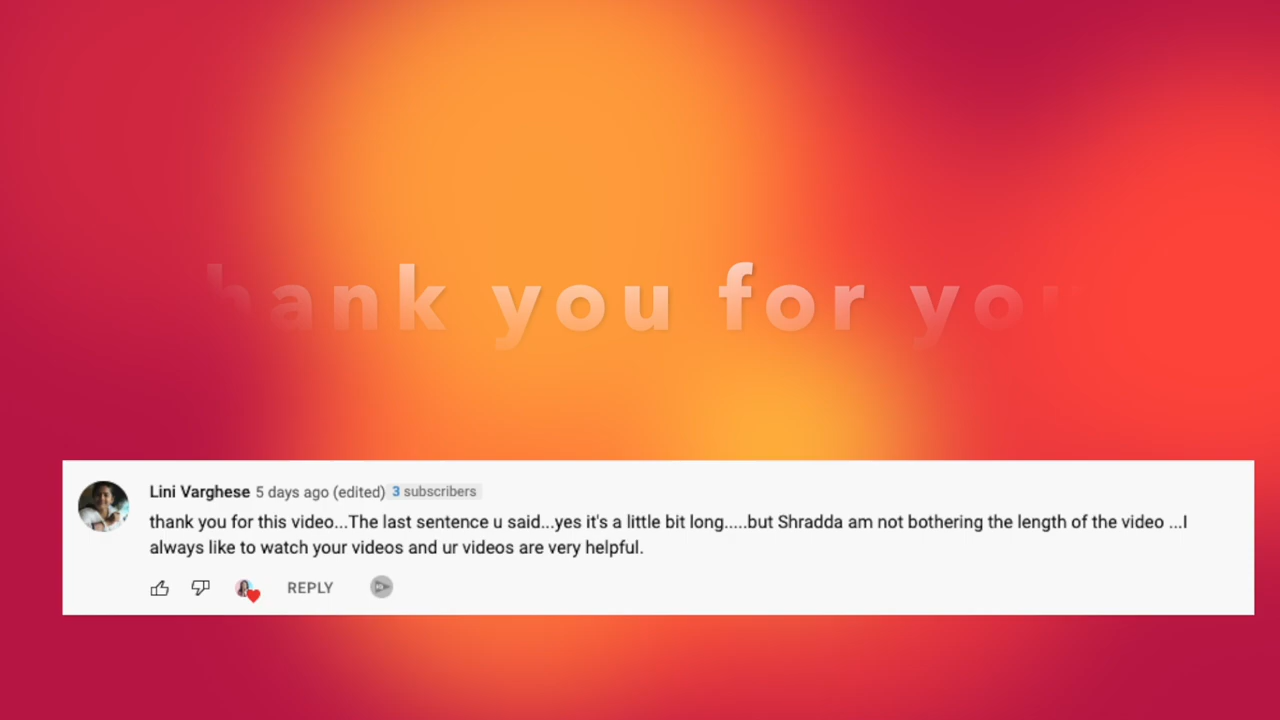 hank you for you
Lini Varghese 5 days ago (edited) 3 subscribers
thank you for this video...The last sentence u said...yes it's a little bit long.....but Shradda am not bothering the length of the video ...I
always like to watch your videos and ur videos are very helpful.
REPLY